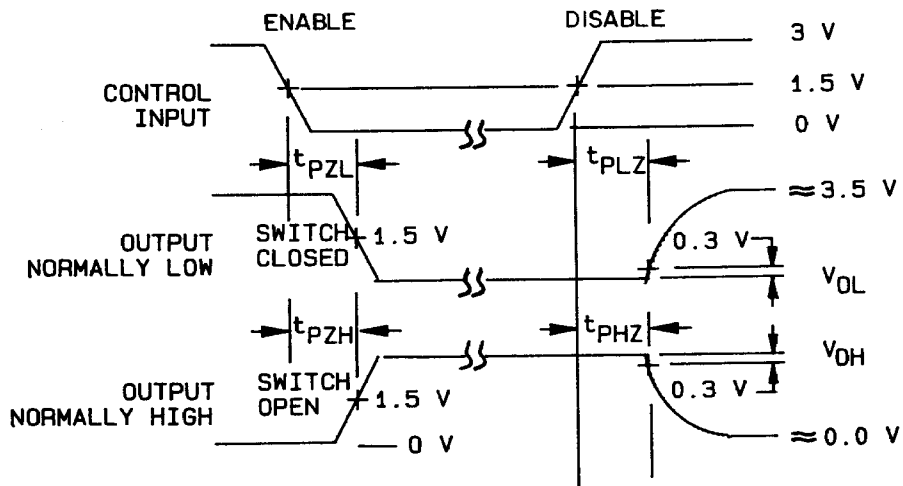 ENABLE
DISABLE
3 V
1.5 V
0 V
CONTROL
INPUT
tPZL
tPLZ
≈3.5 V
OUTPUT
NORMALLY LOW
SWITCH
CLOSED
1.5 V
0.3 V
VOL
tPZH
tPHZ
VOH
OUTPUT
NORMALLY HIGH
SWITCH
OPEN
1.5 V
0 V
0.3 V
≈0.0 V